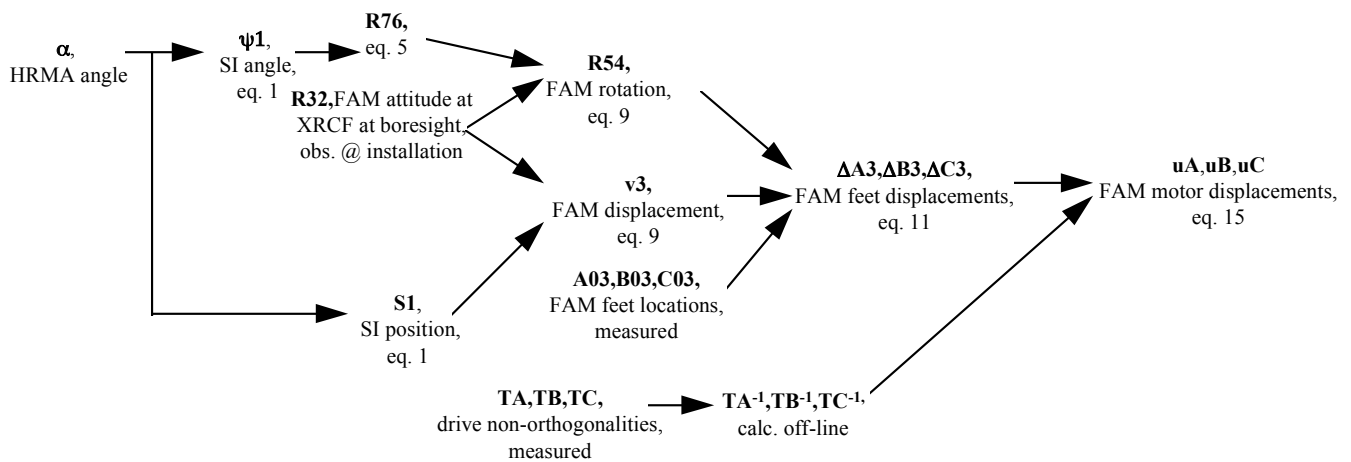 α,
HRMA angle
ψ1,
SI angle,
eq. 1
R76,
eq. 5
R32,FAM attitude at
XRCF at boresight,
obs. @ installation
R54,
FAM rotation,
eq. 9
v3,
FAM displacement,
eq. 9
S1,
SI position,
eq. 1
A03,B03,C03,
FAM feet locations,
measured
ΔA3,ΔB3,ΔC3,
FAM feet displacements,
eq. 11
uA,uB,uC
FAM motor displacements,
eq. 15
TA,TB,TC,
drive non-orthogonalities,
measured
TA⁻¹,TB⁻¹,TC⁻¹,
calc. off-line